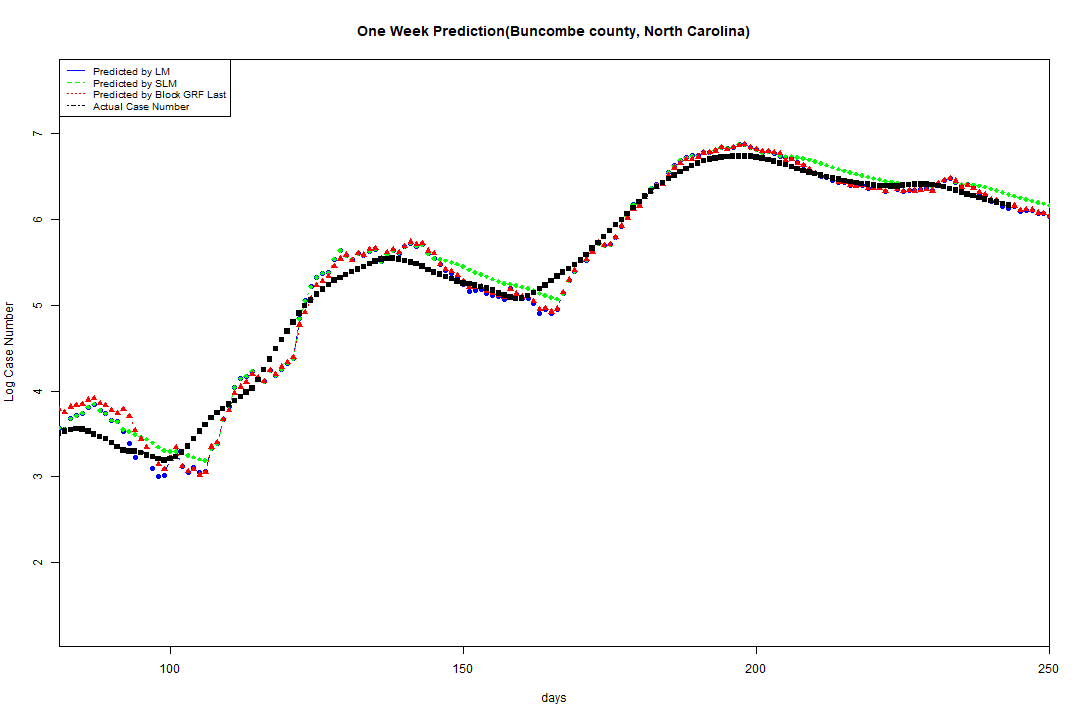 One Week Prediction(Buncombe county, North Carolina)
Predicted by LM
Predicted by SLM
Predicted by Block GRF Last
Actual Case Number
Log Case Number
7
6
5
4
3
2
100 150 200 250
days